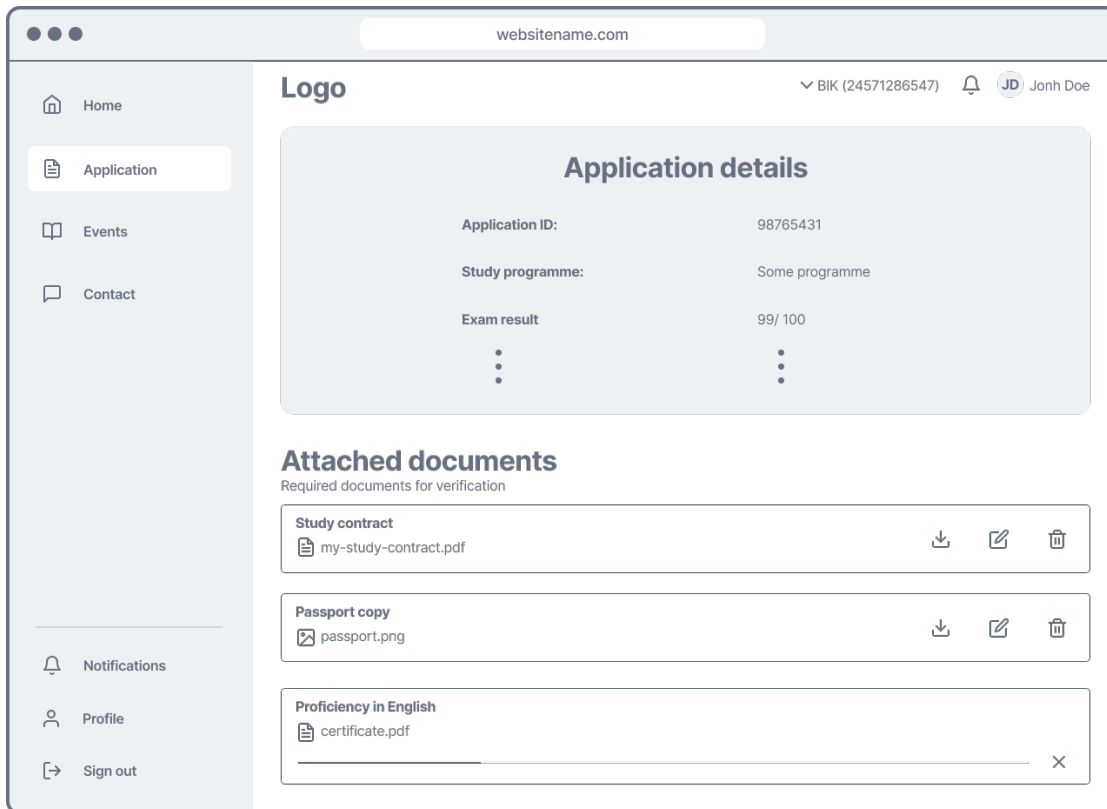 websitename.com
Home
Application
Events
Contact
Notifications
Profile
Sign out
Logo
BIK (24571286547)
JD
Jonh Doe
Application details
Application ID: 98765431
Study programme: Some programme
Exam result 99/ 100
Attached documents
Required documents for verification
Study contract
my-study-contract.pdf
Passport copy
passport.png
Proficiency in English
certificate.pdf